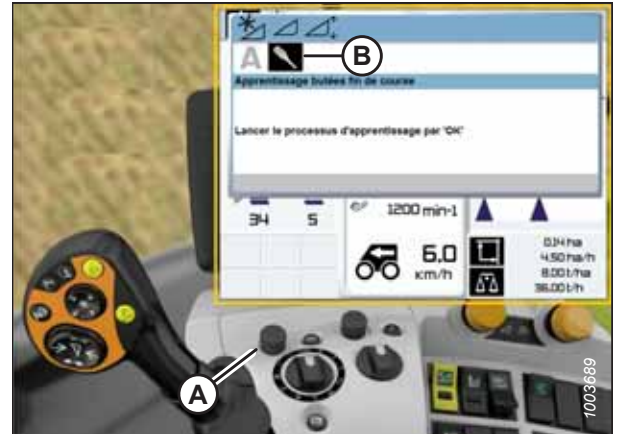 A
B
Apprentissage butées fin de course
Lancer le processus d'apprentissage par 'OK'
34 5
1200 min-1
6.0
km/h
0.14 ha
4.50 ha/h
8.00 t/ha
36.00 t/h
A
1003689